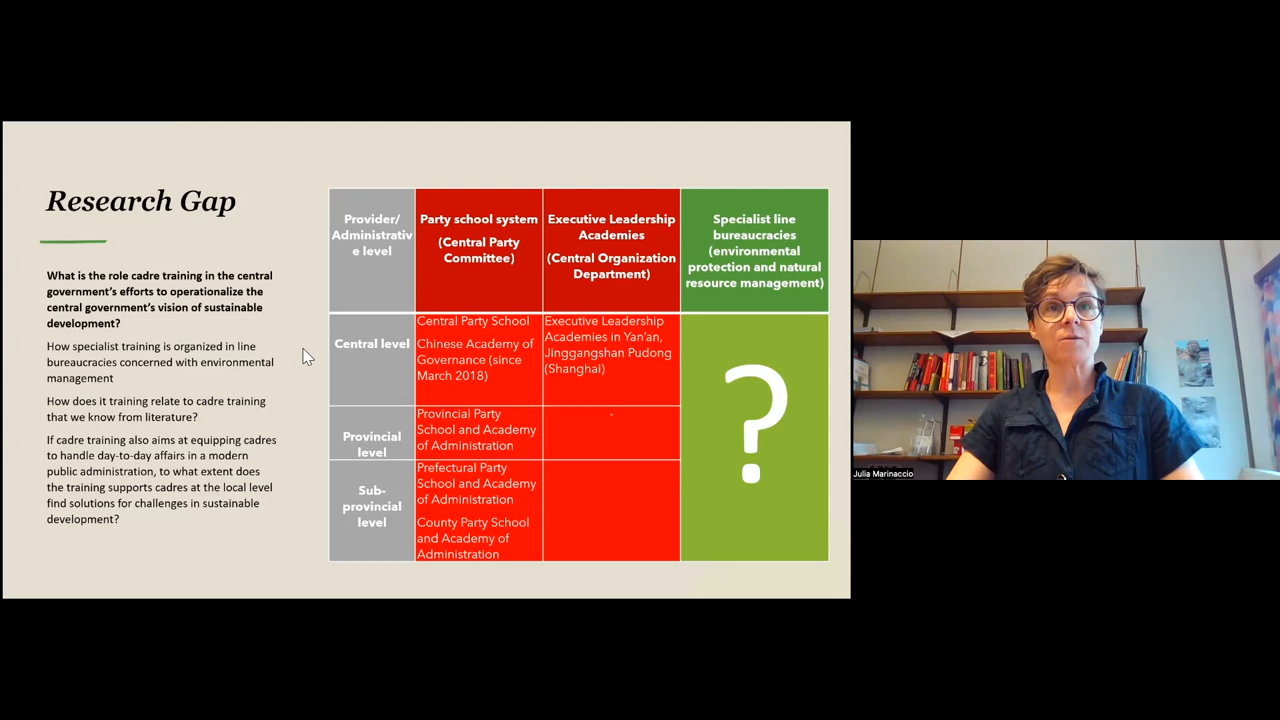 Research Gap
What is the role cadre training in the central
government's efforts to operationalize the
central government's vision of sustainable
development?
How specialist training is organized in line
bureaucracies concerned with environmental
management
How does it training relate to cadre training
that we know from literature?
If cadre training also aims at equipping cadres
to handle day-to-day affairs in a modern
public administration, to what extent does
the training supports cadres at the local level
find solutions for challenges in sustainable
development?
Provider/
Administrativ
e level
Party school system
(Central Party
Committee)
Executive Leadership
Academies
(Central Organization
Department)
Specialist line
bureaucracies
(environmental
protection and natural
resource management)
Central level
Central Party School
Chinese Academy of
Governance (since
March 2018)
Executive Leadership
Academies in Yan'an,
Jinggangshan Pudong
(Shanghai)
?
Provincial
level
Provincial Party
School and Academy
of Administration
-
Sub-
provincial
level
Prefectural Party
School and Academy
of Administration
County Party School
and Academy of
Administration
Julia Marinaccio